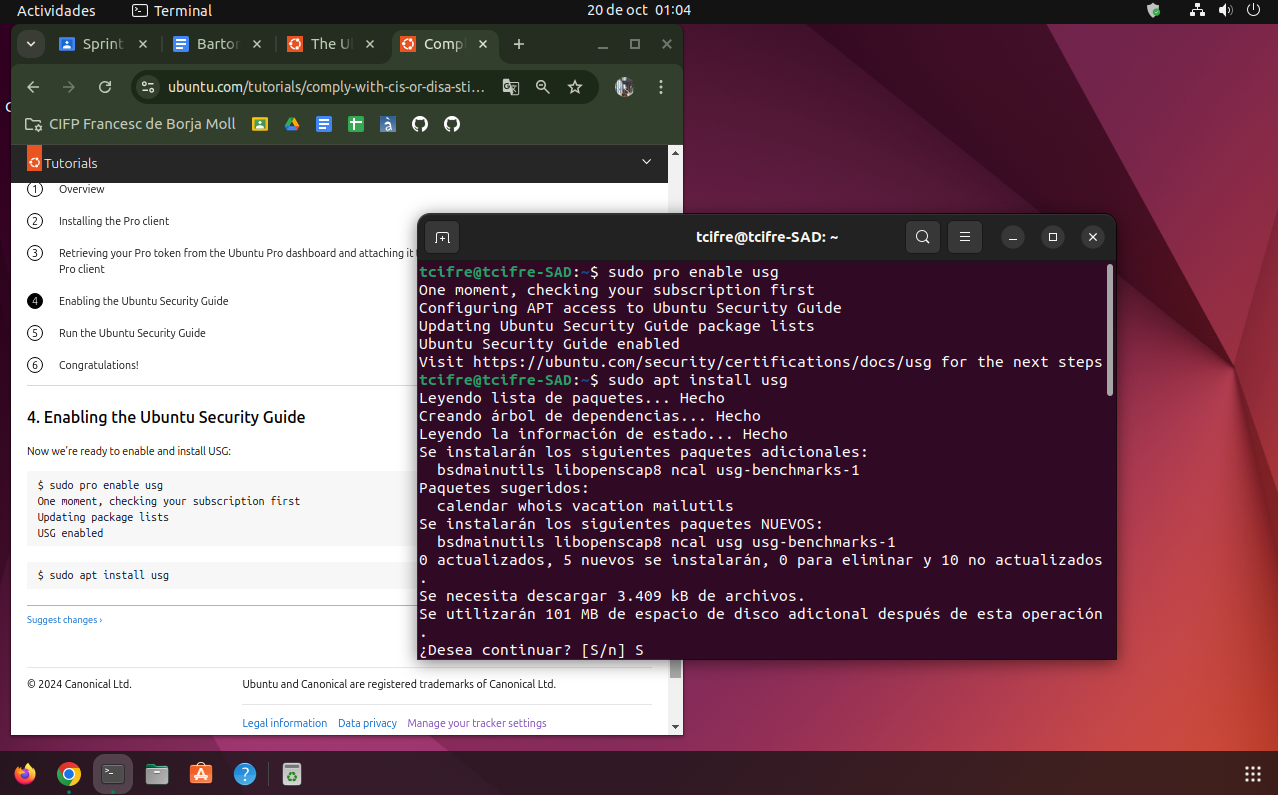 Actividades
Terminal
20 de oct 01:04
Sprint
Barton
The U
Comp
ubuntu.com/tutorials/comply-with-cis-or-disa-sti...
CIFP Francesc de Borja Moll
Tutorials
1 Overview
2 Installing the Pro client
3 Retrieving your Pro token from the Ubuntu Pro dashboard and attaching it
Pro client
4 Enabling the Ubuntu Security Guide
5 Run the Ubuntu Security Guide
6 Congratulations!
4. Enabling the Ubuntu Security Guide
Now we're ready to enable and install USG:
$ sudo pro enable usg
One moment, checking your subscription first
Updating package lists
USG enabled
$ sudo apt install usg
Suggest changes ›
© 2024 Canonical Ltd.
Ubuntu and Canonical are registered trademarks of Canonical Ltd.
Legal information Data privacy Manage your tracker settings
tcifre@tcifre-SAD: ~
tcifre@tcifre-SAD:~$ sudo pro enable usg
One moment, checking your subscription first
Configuring APT access to Ubuntu Security Guide
Updating Ubuntu Security Guide package lists
Ubuntu Security Guide enabled
Visit https://ubuntu.com/security/certifications/docs/usg for the next steps
tcifre@tcifre-SAD:~$ sudo apt install usg
Leyendo lista de paquetes... Hecho
Creando árbol de dependencias... Hecho
Leyendo la información de estado... Hecho
Se instalarán los siguientes paquetes adicionales:
bsdmainutils libopenscap8 ncal usg-benchmarks-1
Paquetes sugeridos:
calendar whois vacation mailutils
Se instalarán los siguientes paquetes NUEVOS:
bsdmainutils libopenscap8 ncal usg usg-benchmarks-1
0 actualizados, 5 nuevos se instalarán, 0 para eliminar y 10 no actualizados
.
Se necesita descargar 3.409 kB de archivos.
Se utilizarán 101 MB de espacio de disco adicional después de esta operación
.
¿Desea continuar? [S/n] S